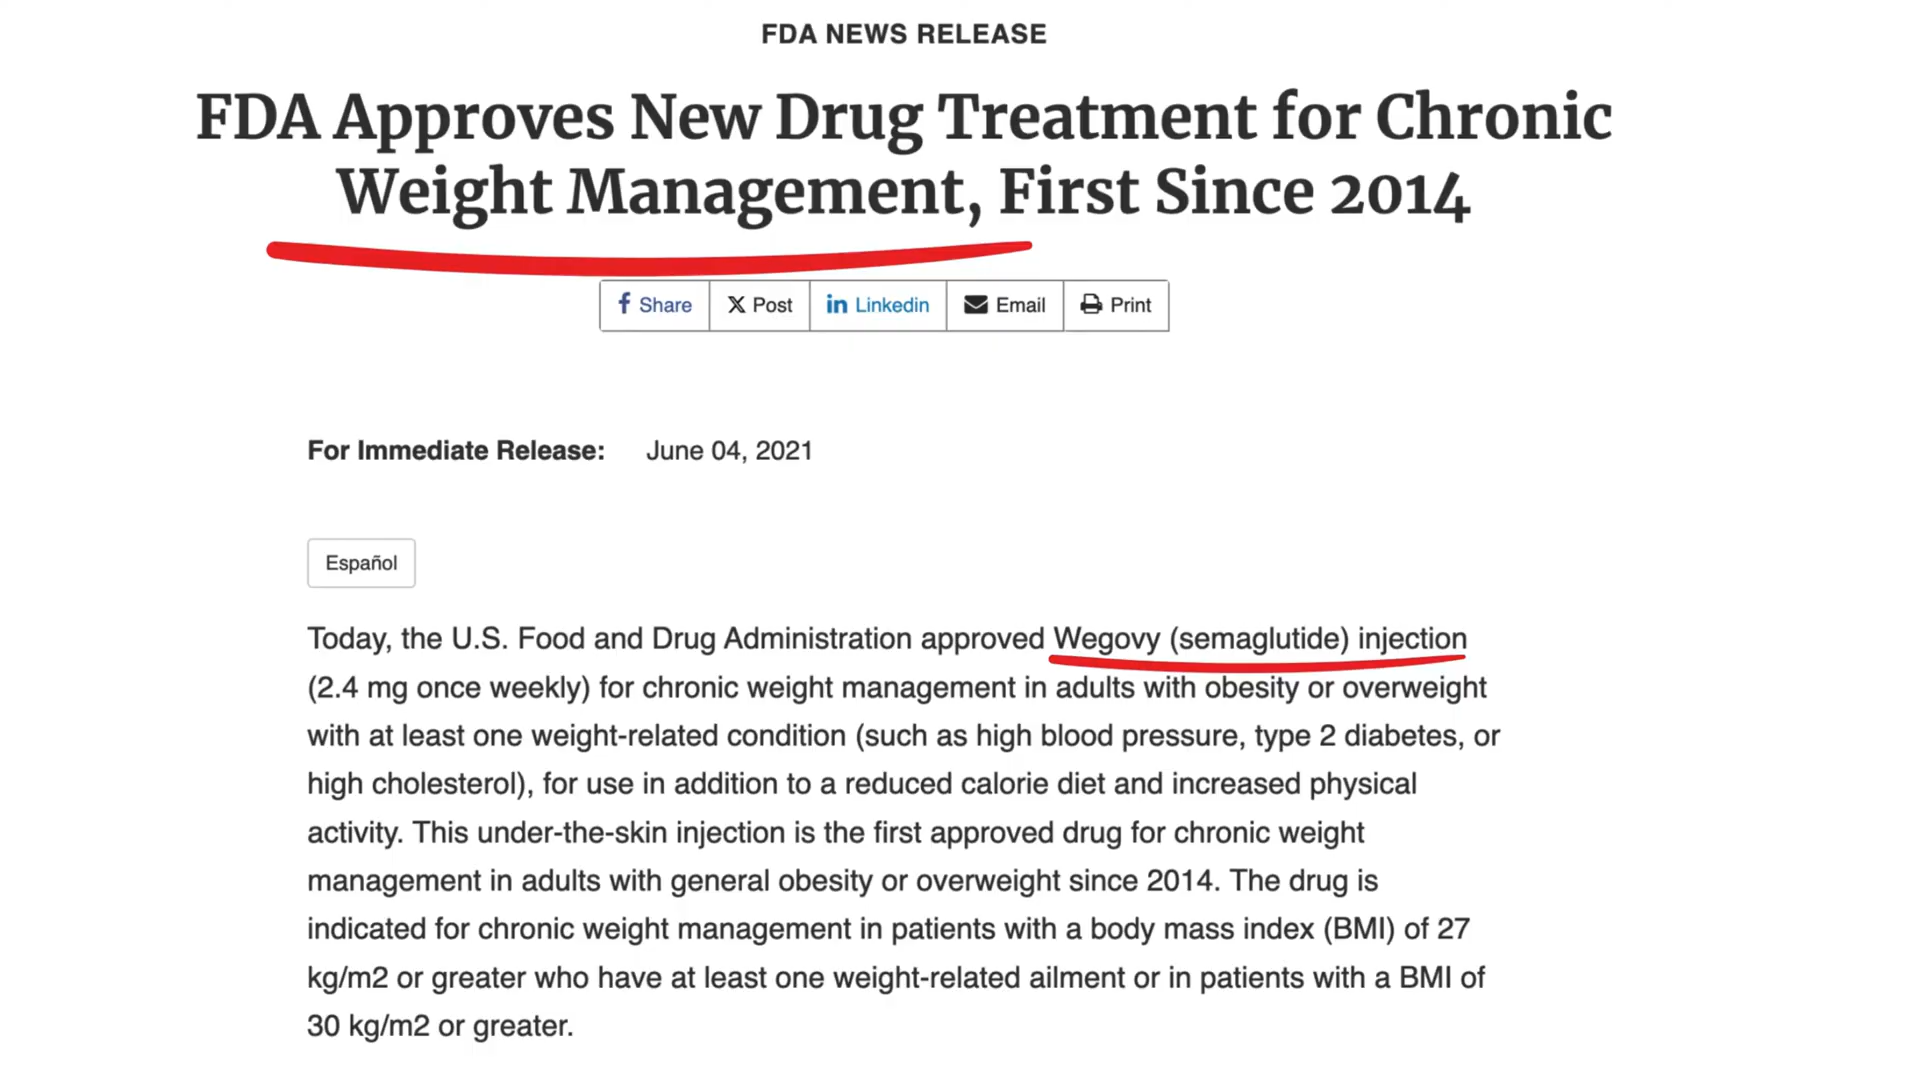 FDA NEWS RELEASE
FDA Approves New Drug Treatment for Chronic
Weight Management, First Since 2014
Share
Post
Linkedin
Email
Print
For Immediate Release: June 04, 2021
Español
Today, the U.S. Food and Drug Administration approved Wegovy (semaglutide) injection
(2.4 mg once weekly) for chronic weight management in adults with obesity or overweight
with at least one weight-related condition (such as high blood pressure, type 2 diabetes, or
high cholesterol), for use in addition to a reduced calorie diet and increased physical
activity. This under-the-skin injection is the first approved drug for chronic weight
management in adults with general obesity or overweight since 2014. The drug is
indicated for chronic weight management in patients with a body mass index (BMI) of 27
kg/m2 or greater who have at least one weight-related ailment or in patients with a BMI of
30 kg/m2 or greater.